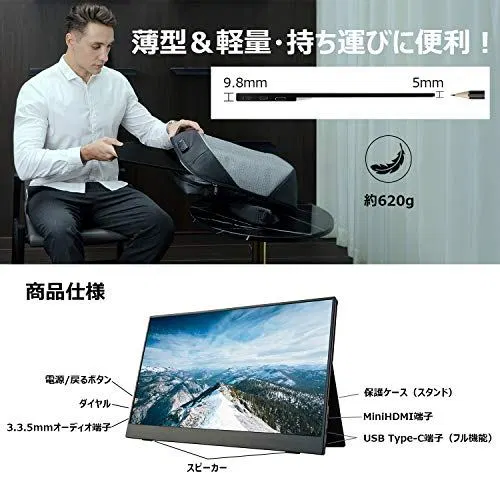 薄型＆軽量・持ち運びに便利！
9.8mm
5mm
約620g
商品仕様
電源/戻るボタン
ダイヤル
3.3.5mmオーディオ端子
スピーカー
保護ケース（スタンド）
MiniHDMI端子
USB Type-C端子（フル機能）